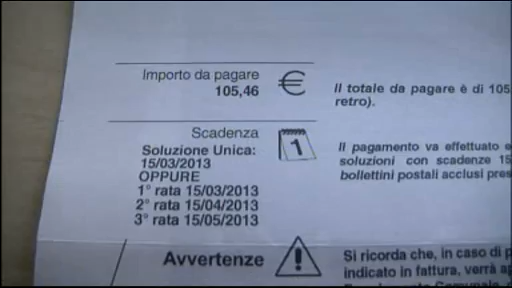 Importo da pagare
105,46
€
Il totale da pagare è di 105
retro).
Scadenza
Soluzione Unica:
15/03/2013
OPPURE
1° rata 15/03/2013
2° rata 15/04/2013
3° rata 15/05/2013
1
Il pagamento va effettuato
soluzioni con scadenze 15
bollettini postali acclusi
Avvertenze
!
Si ricorda che, in caso di
indicato in fattura, verrà